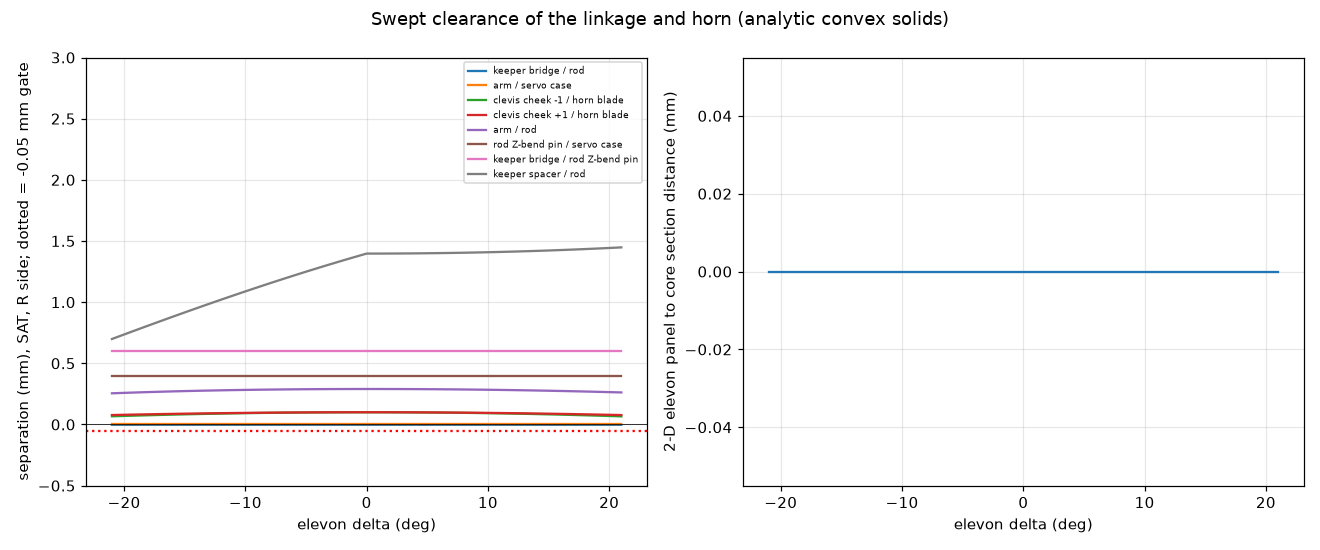 Swept clearance of the linkage and horn (analytic convex solids)
separation (mm), SAT, R side; dotted = -0.05 mm gate
3.0
2.5
2.0
1.5
1.0
0.5
0.0
−0.5
keeper bridge / rod
arm / servo case
clevis cheek -1 / horn blade
clevis cheek +1 / horn blade
arm / rod
rod Z-bend pin / servo case
keeper bridge / rod Z-bend pin
keeper spacer / rod
−20
−10
0
10
20
elevon delta (deg)
2-D elevon panel to core section distance (mm)
0.04
0.02
0.00
−0.02
−0.04
−20
−10
0
10
20
elevon delta (deg)